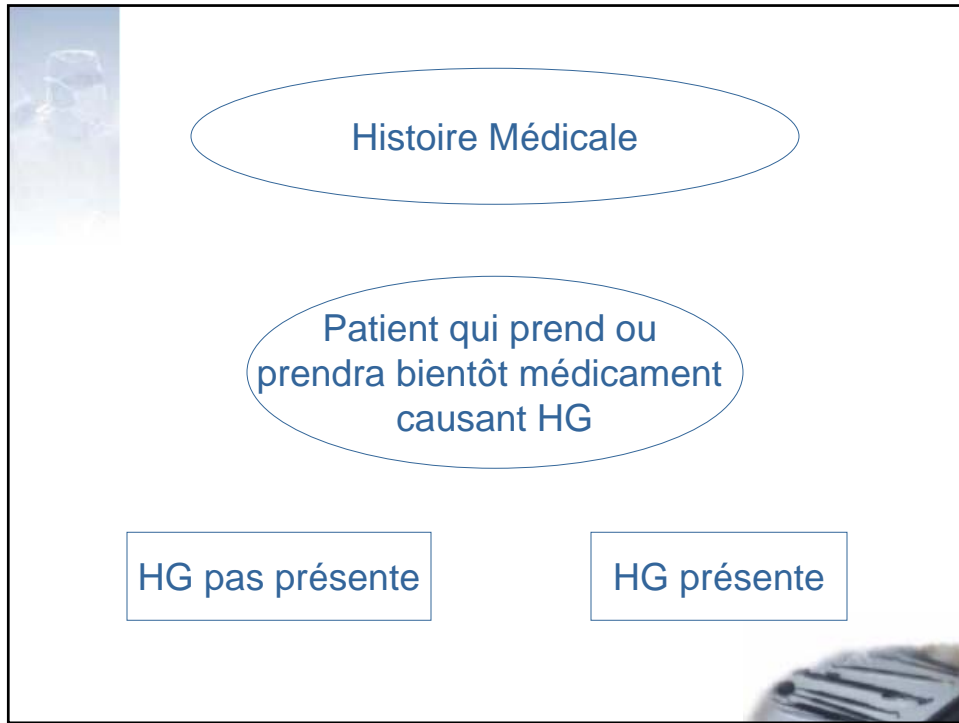 Histoire Médicale
Patient qui prend ou
prendra bientôt médicament
causant HG
HG pas présente
HG présente